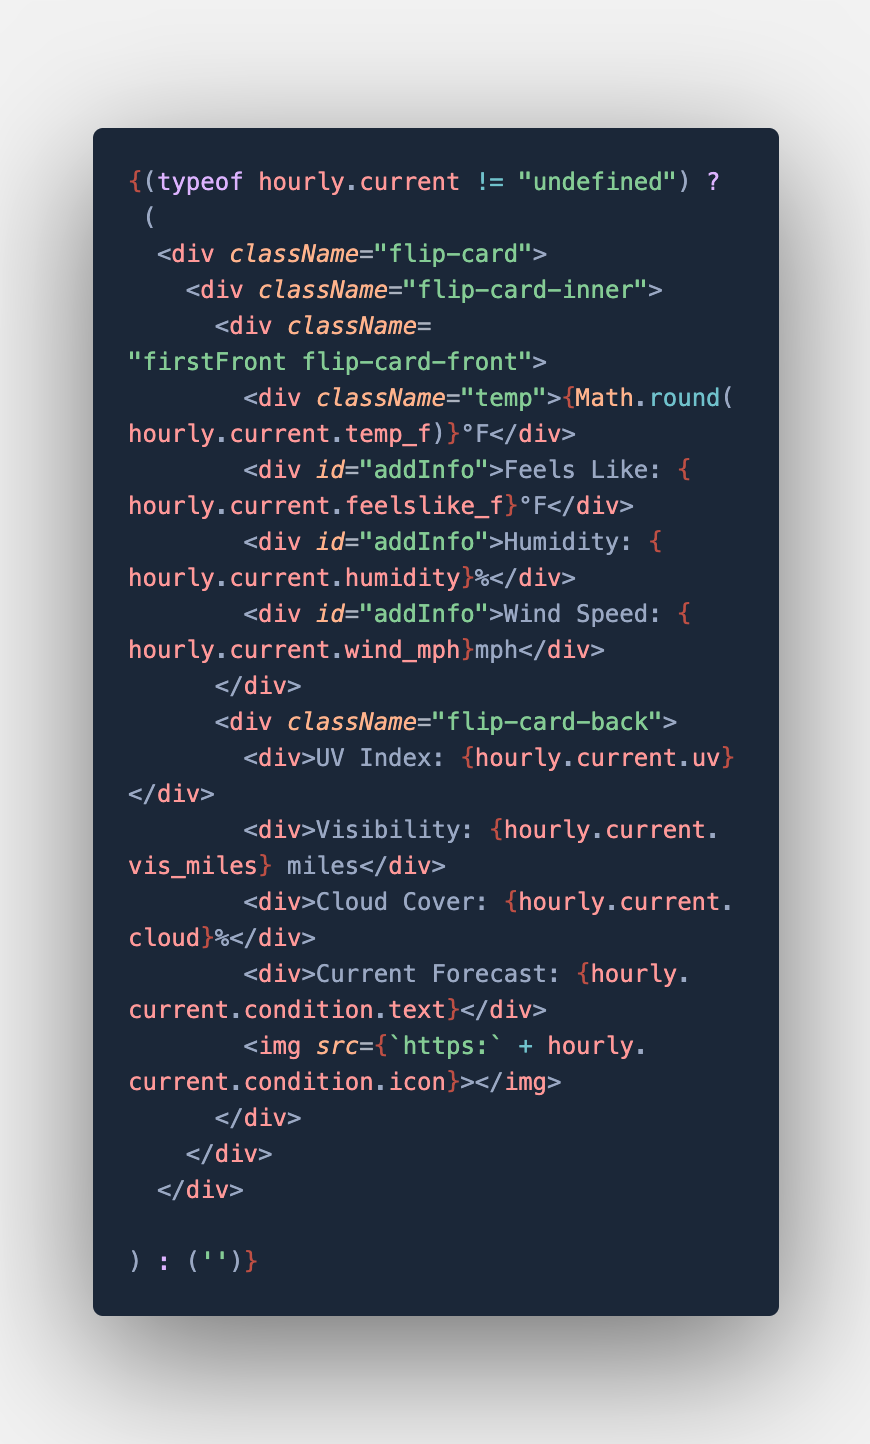 {(typeof hourly.current != "undefined") ?
 (
  <div className="flip-card">
    <div className="flip-card-inner">
      <div className=
"firstFront flip-card-front">
        <div className="temp">{Math.round(
hourly.current.temp_f)}°F</div>
        <div id="addInfo">Feels Like: {
hourly.current.feelslike_f}°F</div>
        <div id="addInfo">Humidity: {
hourly.current.humidity}%</div>
        <div id="addInfo">Wind Speed: {
hourly.current.wind_mph}mph</div>
      </div>
      <div className="flip-card-back">
        <div>UV Index: {hourly.current.uv}
</div>
        <div>Visibility: {hourly.current.
vis_miles} miles</div>
        <div>Cloud Cover: {hourly.current.
cloud}%</div>
        <div>Current Forecast: {hourly.
current.condition.text}</div>
        <img src={`https:` + hourly.
current.condition.icon}></img>
      </div>
    </div>
  </div>

) : ('')}